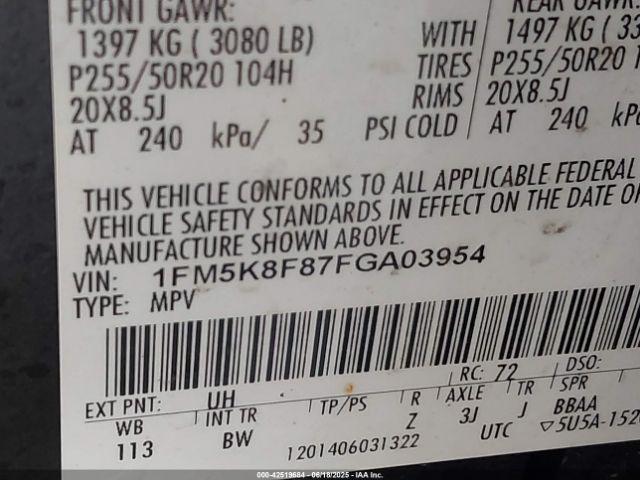 FRONT GAWR: REAR GAWR:
1397 KG ( 3080 LB) WITH 1497 KG ( 33
P255/50R20 104H TIRES P255/50R20 1
20X8.5J RIMS 20X8.5J
AT 240 kPa/ 35 PSI COLD AT 240 kPa
THIS VEHICLE CONFORMS TO ALL APPLICABLE FEDERAL
VEHICLE SAFETY STANDARDS IN EFFECT ON THE DATE OF
MANUFACTURE SHOWN ABOVE.
VIN: 1FM5K8F87FGA03954
TYPE: MPV
EXT PNT: UH RC: 72 DSO:
WB INT TR TP/PS R AXLE TR SPR
113 BW Z 3J J BBAA
1201406031322 UTC ▽5U5A-152
000-42519684 | 06/18/2025 | IAA Inc.